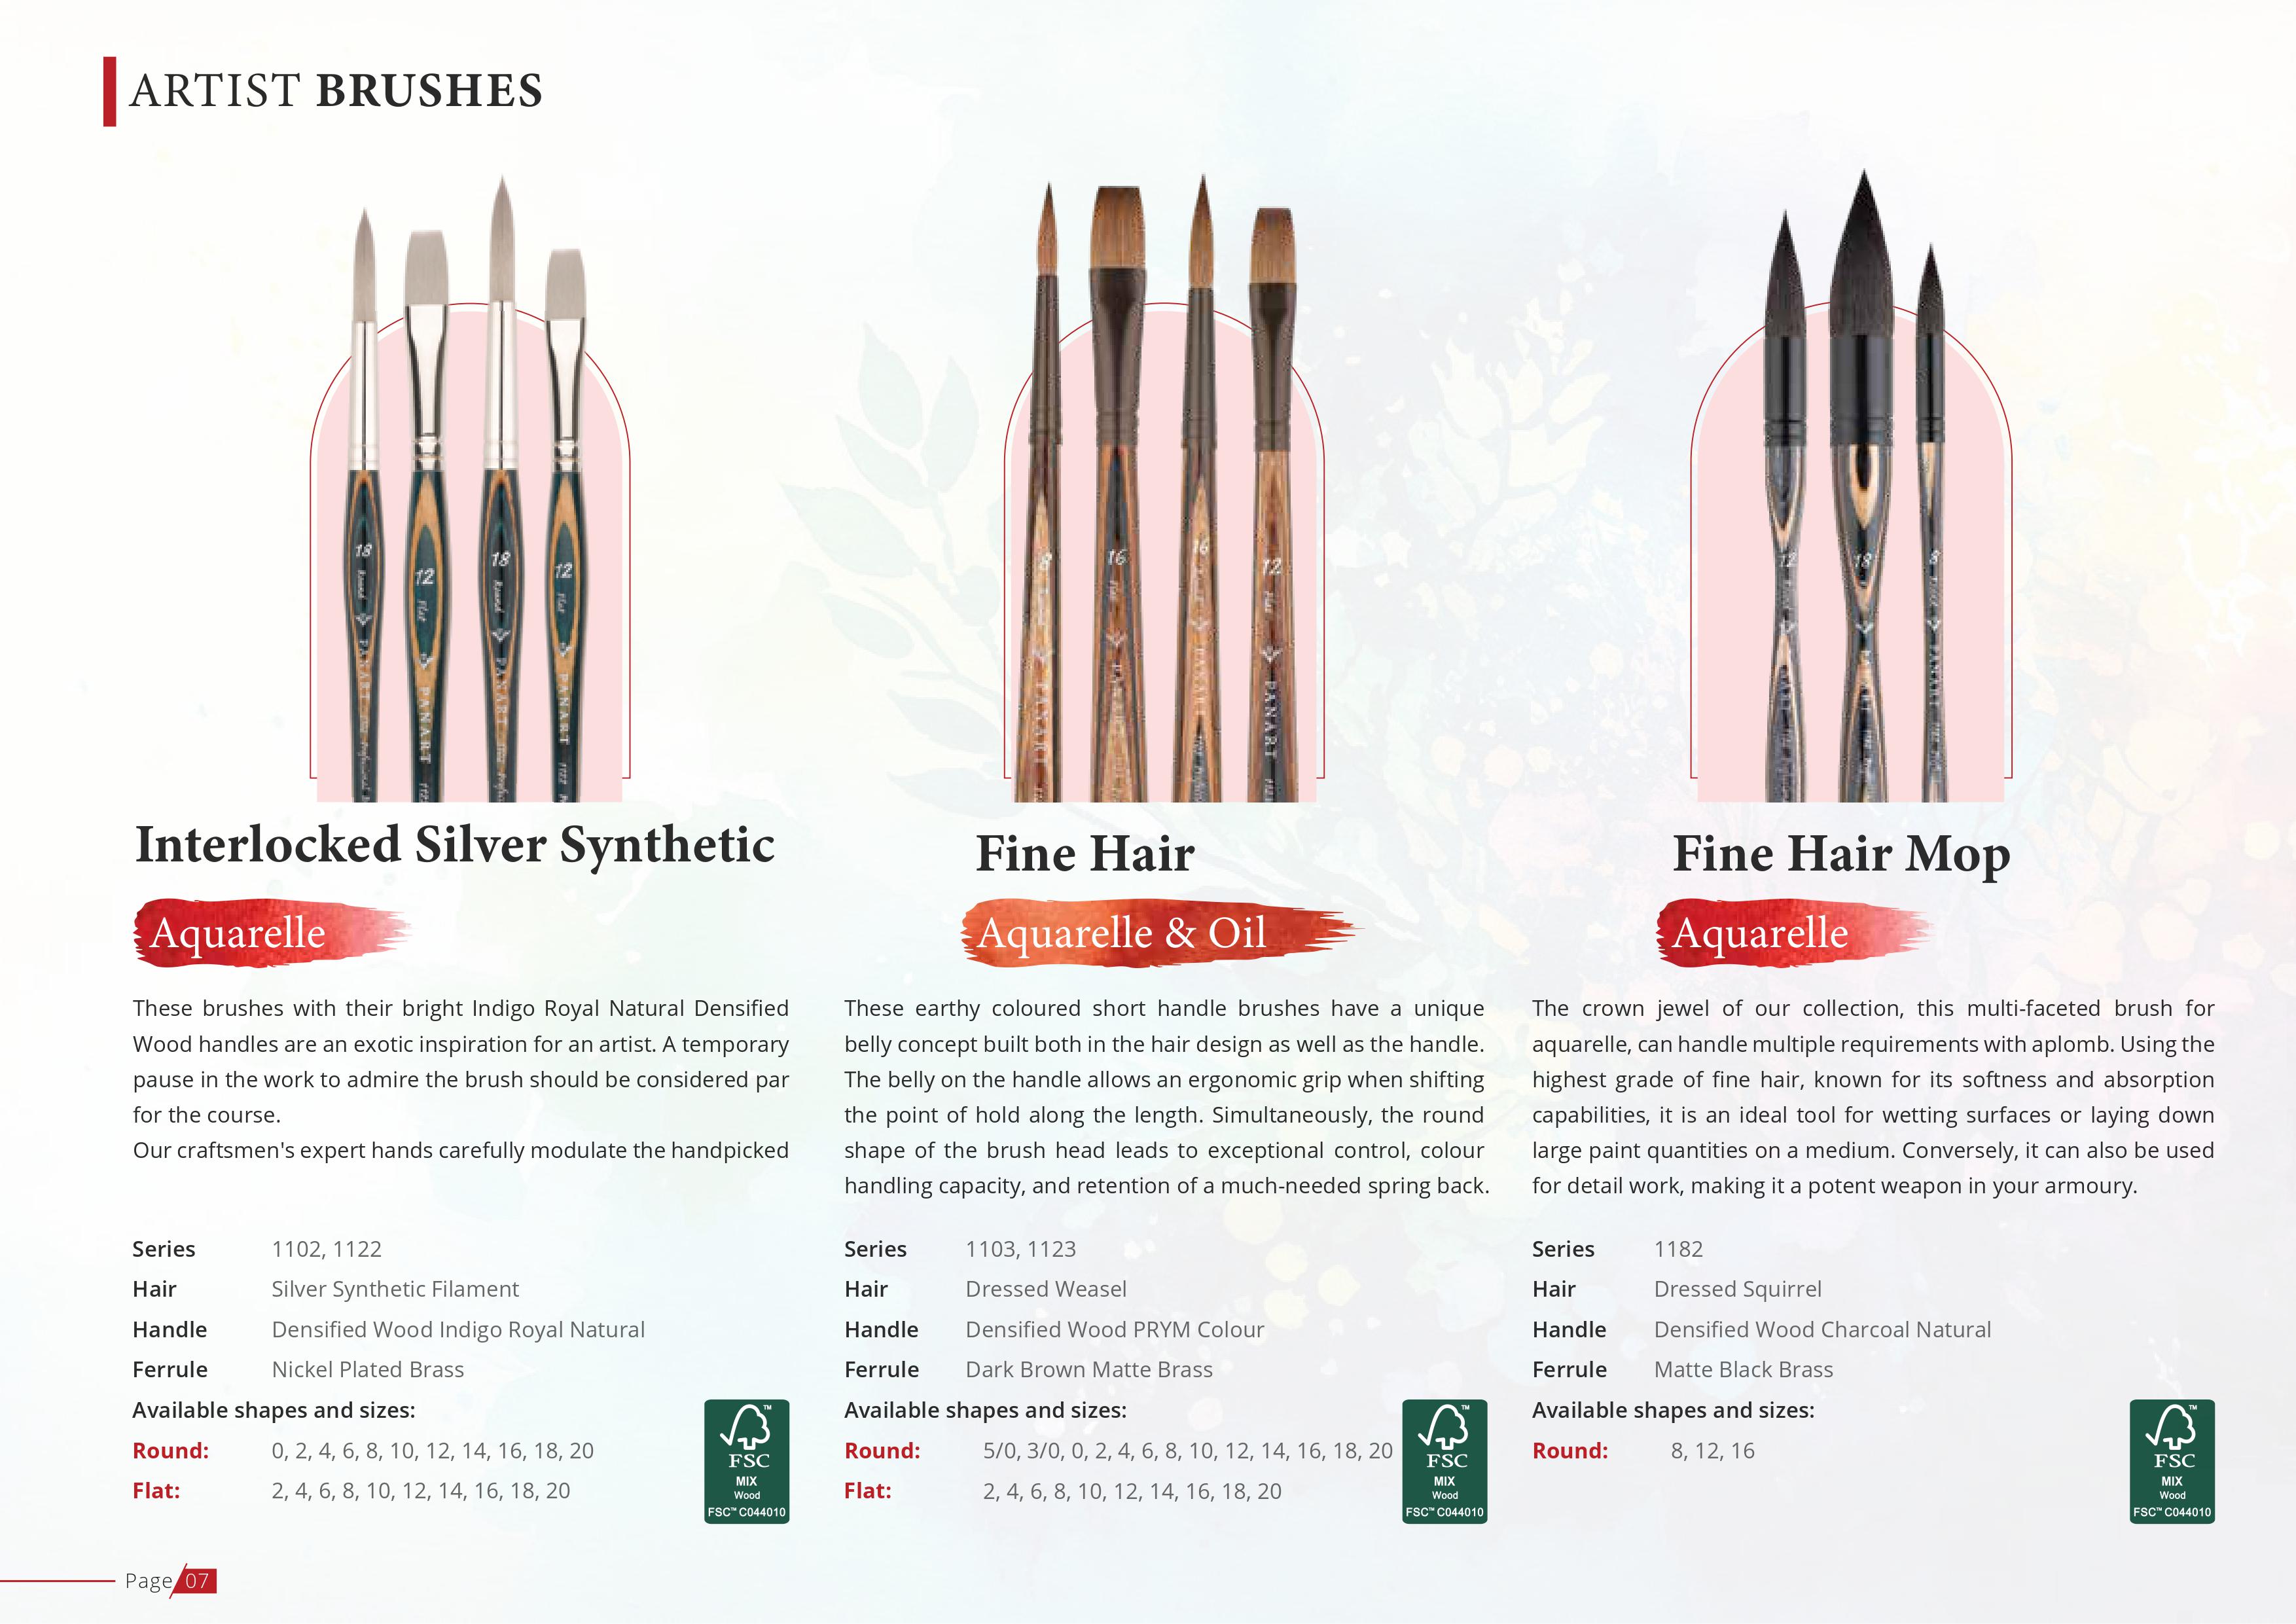 ARTIST BRUSHES
18
12
18
12
Round
Flat
Round
Flat
PANART
PANART
PANART
PANART
8
16
16
12
Flat
PANART
PANART
PANART
PANART
12
18
8
PANART
PANART
Interlocked Silver Synthetic
Aquarelle
These brushes with their bright Indigo Royal Natural Densified
Wood handles are an exotic inspiration for an artist. A temporary
pause in the work to admire the brush should be considered par
for the course.
Our craftsmen's expert hands carefully modulate the handpicked
Series 1102, 1122
Hair Silver Synthetic Filament
Handle Densified Wood Indigo Royal Natural
Ferrule Nickel Plated Brass
Available shapes and sizes:
Round: 0, 2, 4, 6, 8, 10, 12, 14, 16, 18, 20
Flat: 2, 4, 6, 8, 10, 12, 14, 16, 18, 20
FSC™
MIX
Wood
FSC™ C044010
Fine Hair
Aquarelle & Oil
These earthy coloured short handle brushes have a unique
belly concept built both in the hair design as well as the handle.
The belly on the handle allows an ergonomic grip when shifting
the point of hold along the length. Simultaneously, the round
shape of the brush head leads to exceptional control, colour
handling capacity, and retention of a much-needed spring back.
Series 1103, 1123
Hair Dressed Weasel
Handle Densified Wood PRYM Colour
Ferrule Dark Brown Matte Brass
Available shapes and sizes:
Round: 5/0, 3/0, 0, 2, 4, 6, 8, 10, 12, 14, 16, 18, 20
Flat: 2, 4, 6, 8, 10, 12, 14, 16, 18, 20
FSC™
MIX
Wood
FSC™ C044010
Fine Hair Mop
Aquarelle
The crown jewel of our collection, this multi-faceted brush for
aquarelle, can handle multiple requirements with aplomb. Using the
highest grade of fine hair, known for its softness and absorption
capabilities, it is an ideal tool for wetting surfaces or laying down
large paint quantities on a medium. Conversely, it can also be used
for detail work, making it a potent weapon in your armoury.
Series 1182
Hair Dressed Squirrel
Handle Densified Wood Charcoal Natural
Ferrule Matte Black Brass
Available shapes and sizes:
Round: 8, 12, 16
FSC™
MIX
Wood
FSC™ C044010
Page 07